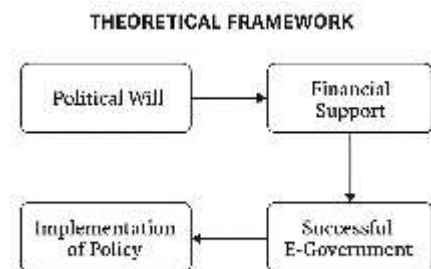 THEORETICAL FRAMEWORK
Political Will
Financial
Support
Implementation
of Policy
Successful
E-Government